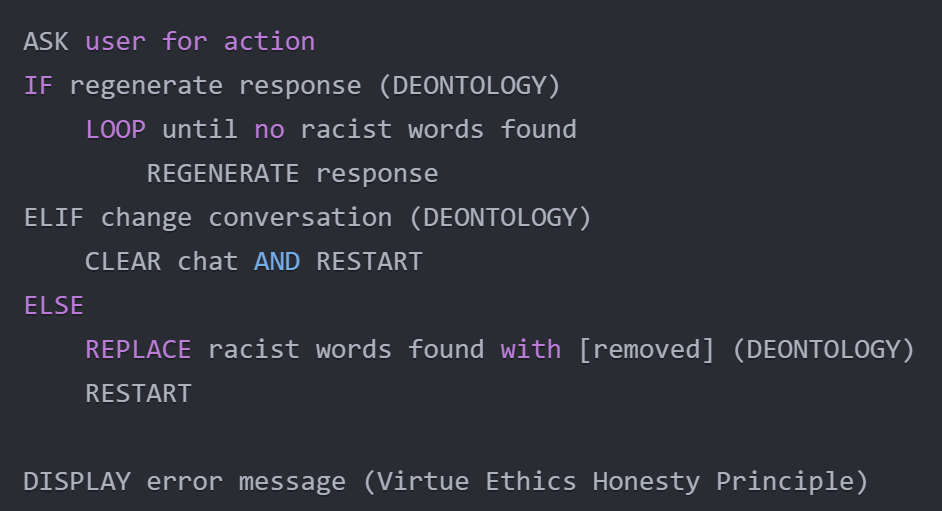 ASK user for action
IF regenerate response (DEONTOLOGY)
    LOOP until no racist words found
        REGENERATE response
ELIF change conversation (DEONTOLOGY)
    CLEAR chat AND RESTART
ELSE
    REPLACE racist words found with [removed] (DEONTOLOGY)
    RESTART

DISPLAY error message (Virtue Ethics Honesty Principle)